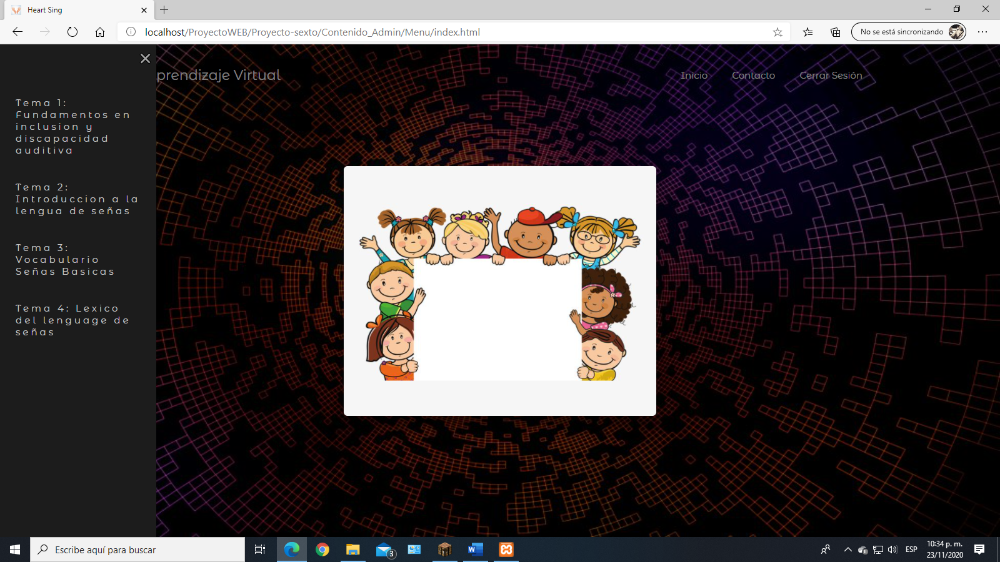 Heart Sing
localhost/ProyectoWEB/Proyecto-sexto/Contenido_Admin/Menu/index.html
No se está sincronizando
prendizaje Virtual
Inicio
Contacto
Cerrar Sesión
Tema 1:
Fundamentos en
inclusion y
discapacidad
auditiva
Tema 2:
Introduccion a la
lengua de señas
Tema 3:
Vocabulario
Señas Basicas
Tema 4: Lexico
del lenguage de
señas
Escribe aquí para buscar
3
ESP
10:34 p. m.
23/11/2020